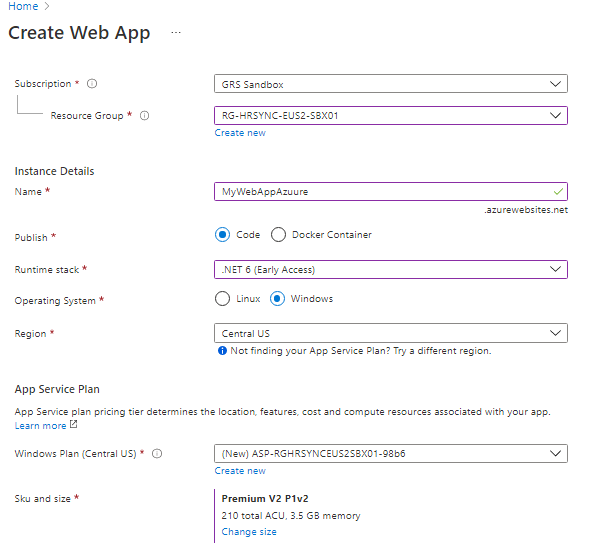 Home >
Create Web App ...
Subscription * GRS Sandbox
Resource Group * RG-HRSYNC-EUS2-SBX01
Create new
Instance Details
Name * MyWebAppAzuure
.azurewebsites.net
Publish * Code Docker Container
Runtime stack * .NET 6 (Early Access)
Operating System * Linux Windows
Region * Central US
Not finding your App Service Plan? Try a different region.
App Service Plan
App Service plan pricing tier determines the location, features, cost and compute resources associated with your app.
Learn more
Windows Plan (Central US) * (New) ASP-RGHRSYNCEUS2SBX01-98b6
Create new
Sku and size * Premium V2 P1v2
210 total ACU, 3.5 GB memory
Change size